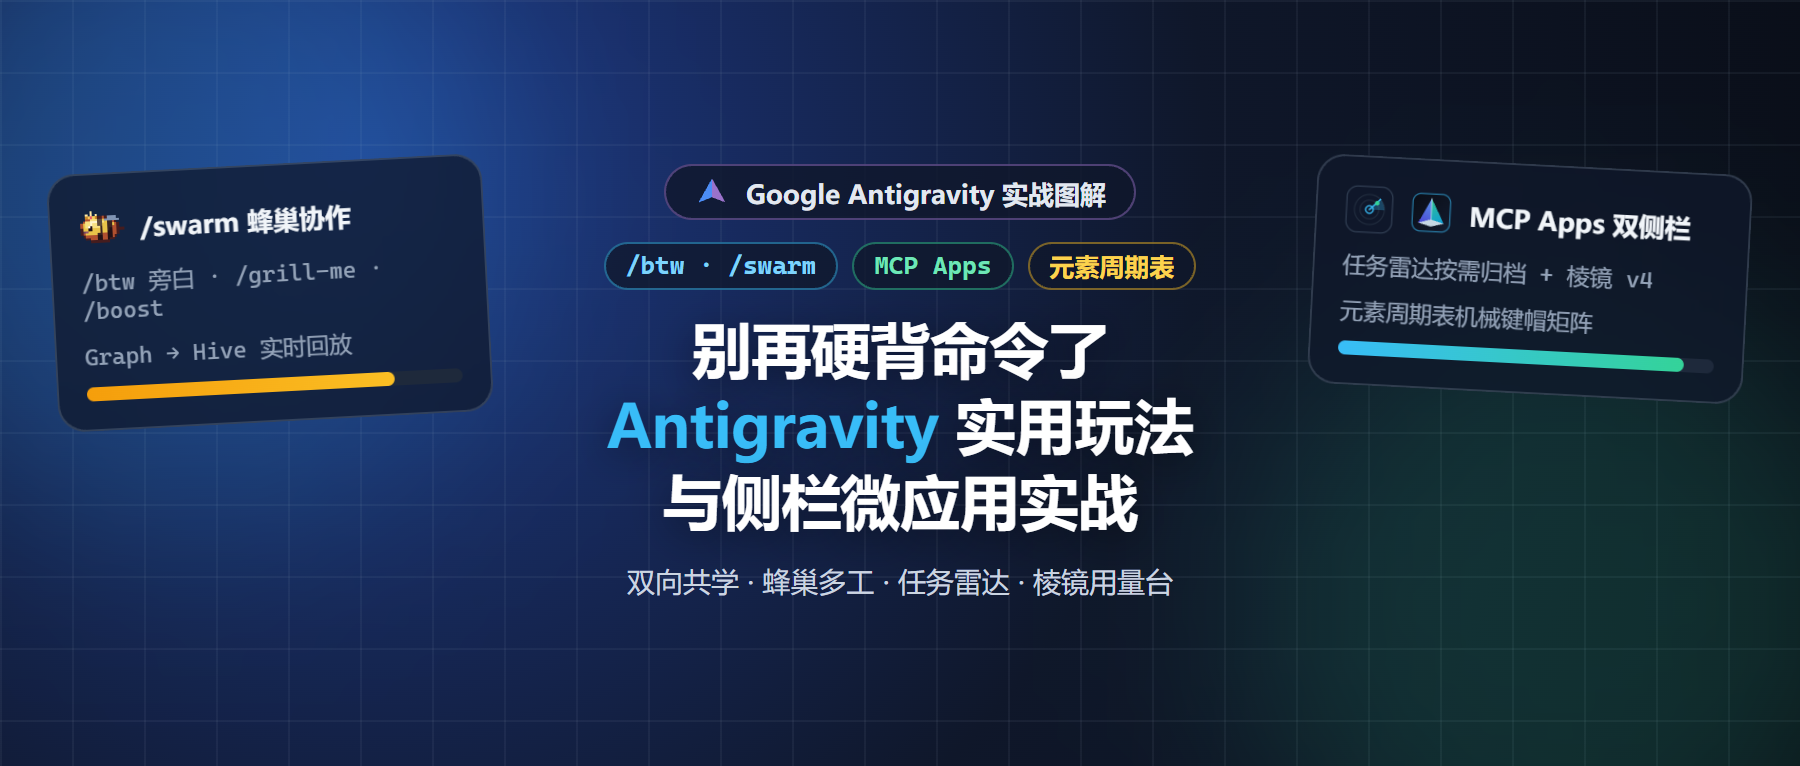 /swarm 蜂巢协作
/btw 旁白 · /grill-me ·
/boost
Graph → Hive 实时回放
Google Antigravity 实战图解
/btw · /swarm
MCP Apps
元素周期表
别再硬背命令了
Antigravity 实用玩法
与侧栏微应用实战
双向共学 · 蜂巢多工 · 任务雷达 · 棱镜用量台
MCP Apps 双侧栏
任务雷达按需归档 + 棱镜 v4
元素周期表机械键帽矩阵